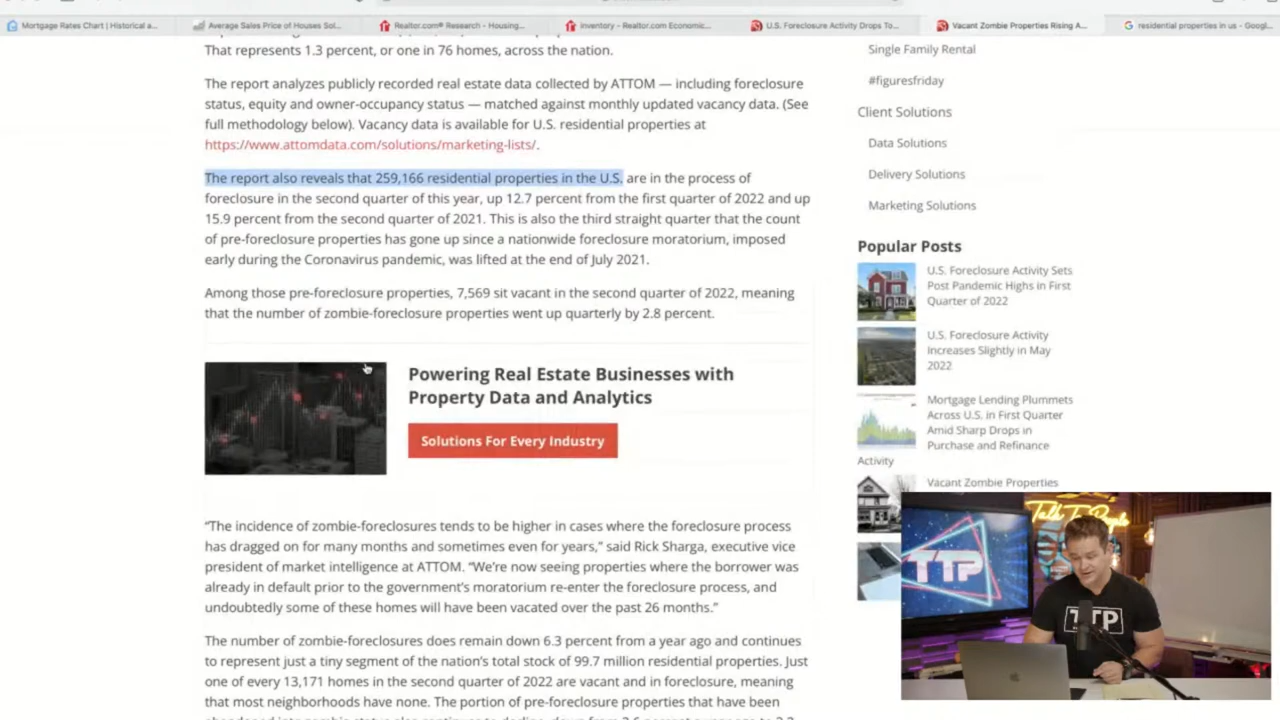 Mortgage Rates Chart | Historical a...
Average Sales Price of Houses Sol...
Realtor.com® Research - Housing...
Inventory - Realtor.com Economic...
U.S. Foreclosure Activity Drops To...
Vacant Zombie Properties Rising A...
residential properties in us - Googl...
That represents 1.3 percent, or one in 76 homes, across the nation.
The report analyzes publicly recorded real estate data collected by ATTOM — including foreclosure
status, equity and owner-occupancy status — matched against monthly updated vacancy data. (See
full methodology below). Vacancy data is available for U.S. residential properties at
https://www.attomdata.com/solutions/marketing-lists/.
The report also reveals that 259,166 residential properties in the U.S. are in the process of
foreclosure in the second quarter of this year, up 12.7 percent from the first quarter of 2022 and up
15.9 percent from the second quarter of 2021. This is also the third straight quarter that the count
of pre-foreclosure properties has gone up since a nationwide foreclosure moratorium, imposed
early during the Coronavirus pandemic, was lifted at the end of July 2021.
Among those pre-foreclosure properties, 7,569 sit vacant in the second quarter of 2022, meaning
that the number of zombie-foreclosure properties went up quarterly by 2.8 percent.
Powering Real Estate Businesses with
Property Data and Analytics
Solutions For Every Industry
“The incidence of zombie-foreclosures tends to be higher in cases where the foreclosure process
has dragged on for many months and sometimes even for years,” said Rick Sharga, executive vice
president of market intelligence at ATTOM. “We’re now seeing properties where the borrower was
already in default prior to the government’s moratorium re-enter the foreclosure process, and
undoubtedly some of these homes will have been vacated over the past 26 months.”
The number of zombie-foreclosures does remain down 6.3 percent from a year ago and continues
to represent just a tiny segment of the nation’s total stock of 99.7 million residential properties. Just
one of every 13,171 homes in the second quarter of 2022 are vacant and in foreclosure, meaning
that most neighborhoods have none. The portion of pre-foreclosure properties that have been
Single Family Rental
#figuresfriday
Client Solutions
Data Solutions
Delivery Solutions
Marketing Solutions
Popular Posts
U.S. Foreclosure Activity Sets
Post Pandemic Highs in First
Quarter of 2022
U.S. Foreclosure Activity
Increases Slightly in May
2022
Mortgage Lending Plummets
Across U.S. in First Quarter
Amid Sharp Drops in
Purchase and Refinance
Activity
Vacant Zombie Properties
Talk To People
TTP
TTP